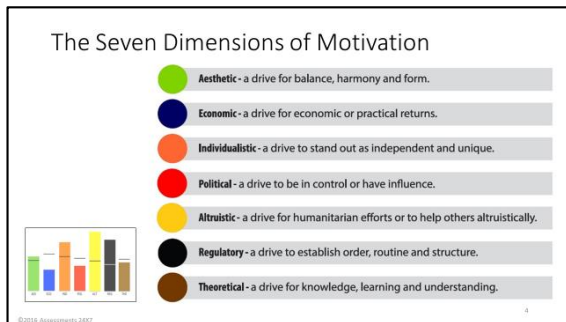 The Seven Dimensions of Motivation
Aesthetic - a drive for balance, harmony and form.
Economic - a drive for economic or practical returns.
Individualistic - a drive to stand out as independent and unique.
Political - a drive to be in control or have influence.
Altruistic - a drive for humanitarian efforts or to help others altruistically.
Regulatory - a drive to establish order, routine and structure.
Theoretical - a drive for knowledge, learning and understanding.
4
©2016 Assessments 24X7